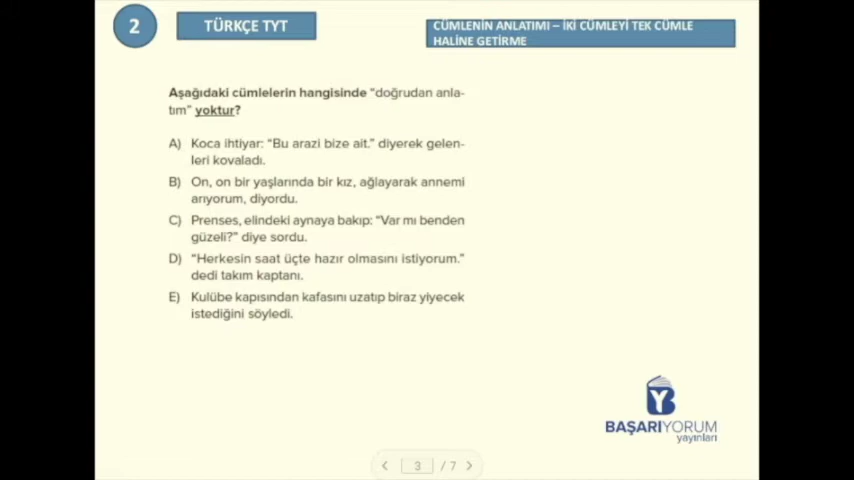 2
TÜRKÇE TYT
CÜMLENİN ANLATIMI – İKİ CÜMLEYİ TEK CÜMLE
HALİNE GETİRME
Aşağıdaki cümlelerin hangisinde “doğrudan anla-
tım” yoktur?
A) Koca ihtiyar: “Bu arazi bize ait.” diyerek gelen-
leri kovaladı.
B) On, on bir yaşlarında bir kız, ağlayarak annemi
arıyorum, diyordu.
C) Prenses, elindeki aynaya bakıp: “Var mı benden
güzeli?” diye sordu.
D) “Herkesin saat üçte hazır olmasını istiyorum.”
dedi takım kaptanı.
E) Kulübe kapısından kafasını uzatıp biraz yiyecek
istediğini söyledi.
BAŞARIYORUM
yayınları
3 / 7